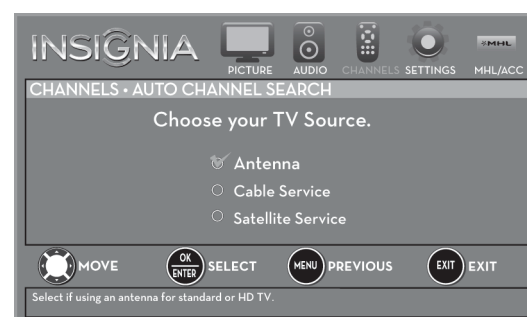 INSIGNIA
PICTURE AUDIO CHANNELS SETTINGS MHL MHL/ACC
CHANNELS • AUTO CHANNEL SEARCH
Choose your TV Source.
Antenna
Cable Service
Satellite Service
MOVE OK ENTER SELECT MENU PREVIOUS EXIT EXIT
Select if using an antenna for standard or HD TV.